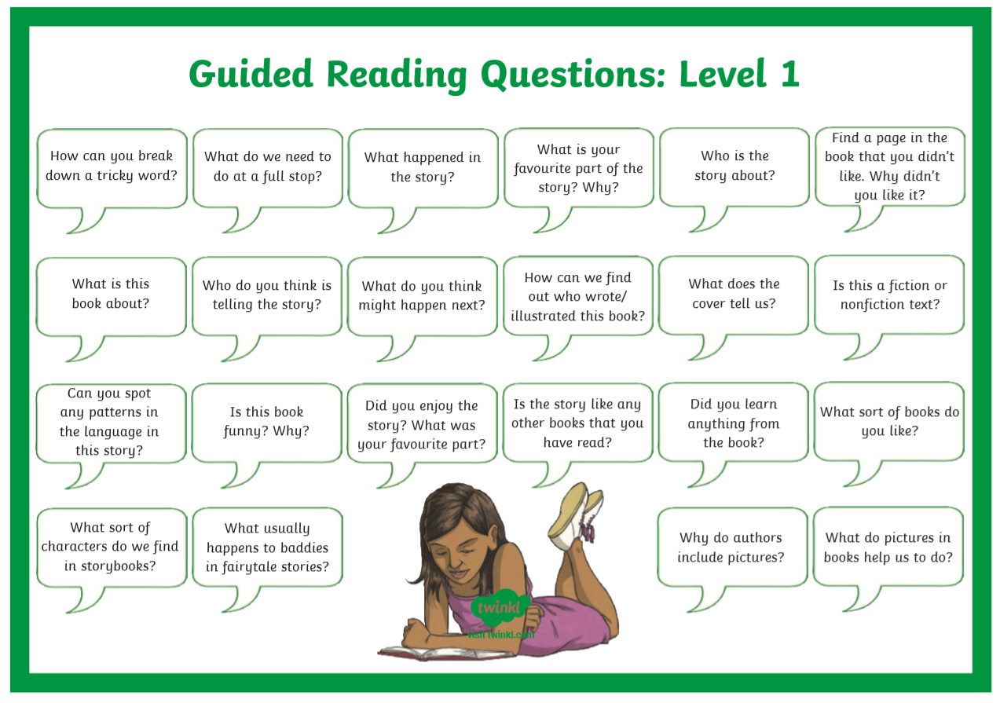 Guided Reading Questions: Level 1
How can you break
down a tricky word?
What do we need to
do at a full stop?
What happened in
the story?
What is your
favourite part of the
story? Why?
Who is the
story about?
Find a page in the
book that you didn't
like. Why didn't
you like it?
What is this
book about?
Who do you think is
telling the story?
What do you think
might happen next?
How can we find
out who wrote/
illustrated this book?
What does the
cover tell us?
Is this a fiction or
nonfiction text?
Can you spot
any patterns in
the language in
this story?
Is this book
funny? Why?
Did you enjoy the
story? What was
your favourite part?
Is the story like any
other books that you
have read?
Did you learn
anything from
the book?
What sort of books do
you like?
What sort of
characters do we find
in storybooks?
What usually
happens to baddies
in fairytale stories?
twinkl
visit twinkl.com
Why do authors
include pictures?
What do pictures in
books help us to do?